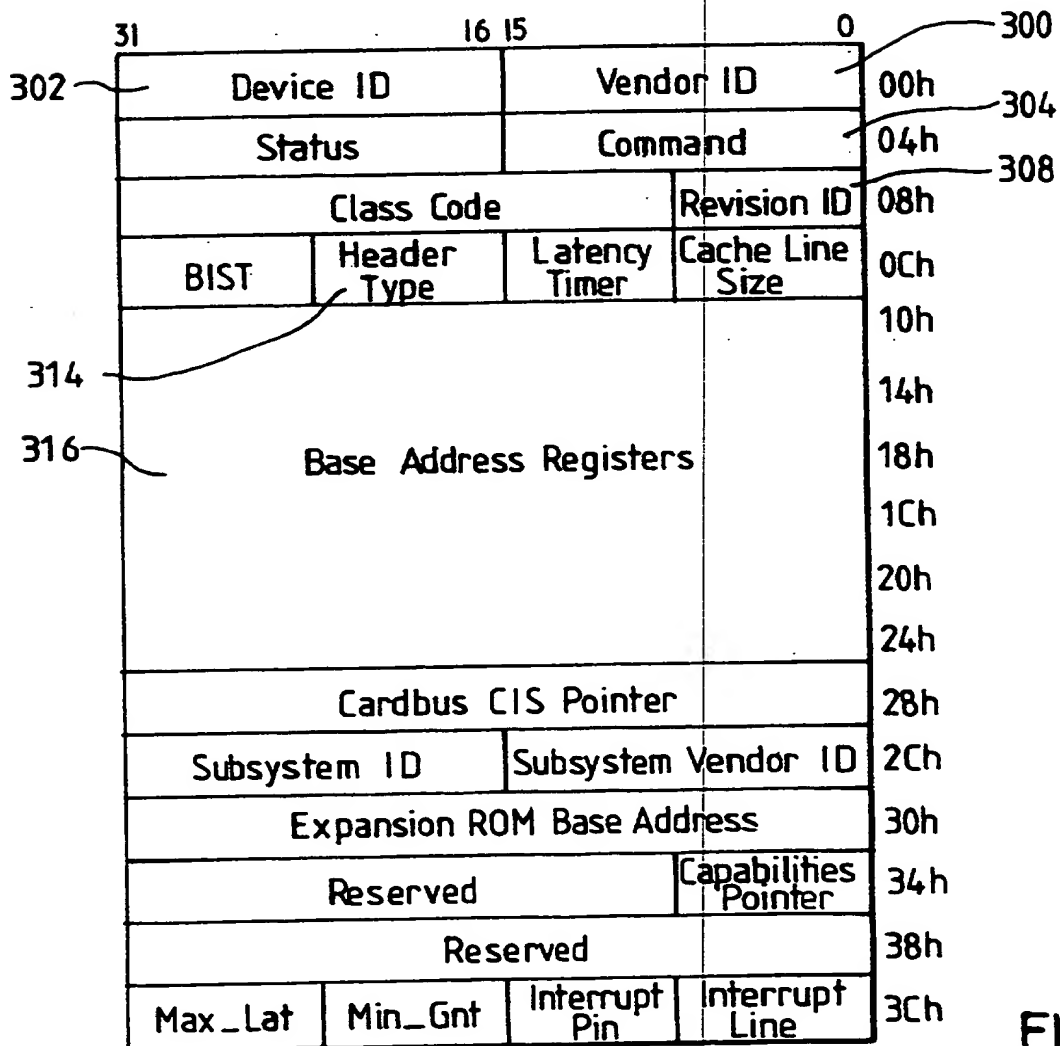 31 16 15 0 300
302 Device ID Vendor ID 00h
304
Status Command 04h
308
Class Code Revision ID 08h
BIST Header Type Latency Timer Cache Line Size 0Ch
10h
314 14h
316 Base Address Registers 18h
1Ch
20h
24h
Cardbus CIS Pointer 28h
Subsystem ID Subsystem Vendor ID 2Ch
Expansion ROM Base Address 30h
Reserved Capabilities Pointer 34h
Reserved 38h
Max_Lat Min_Gnt Interrupt Pin Interrupt Line 3Ch